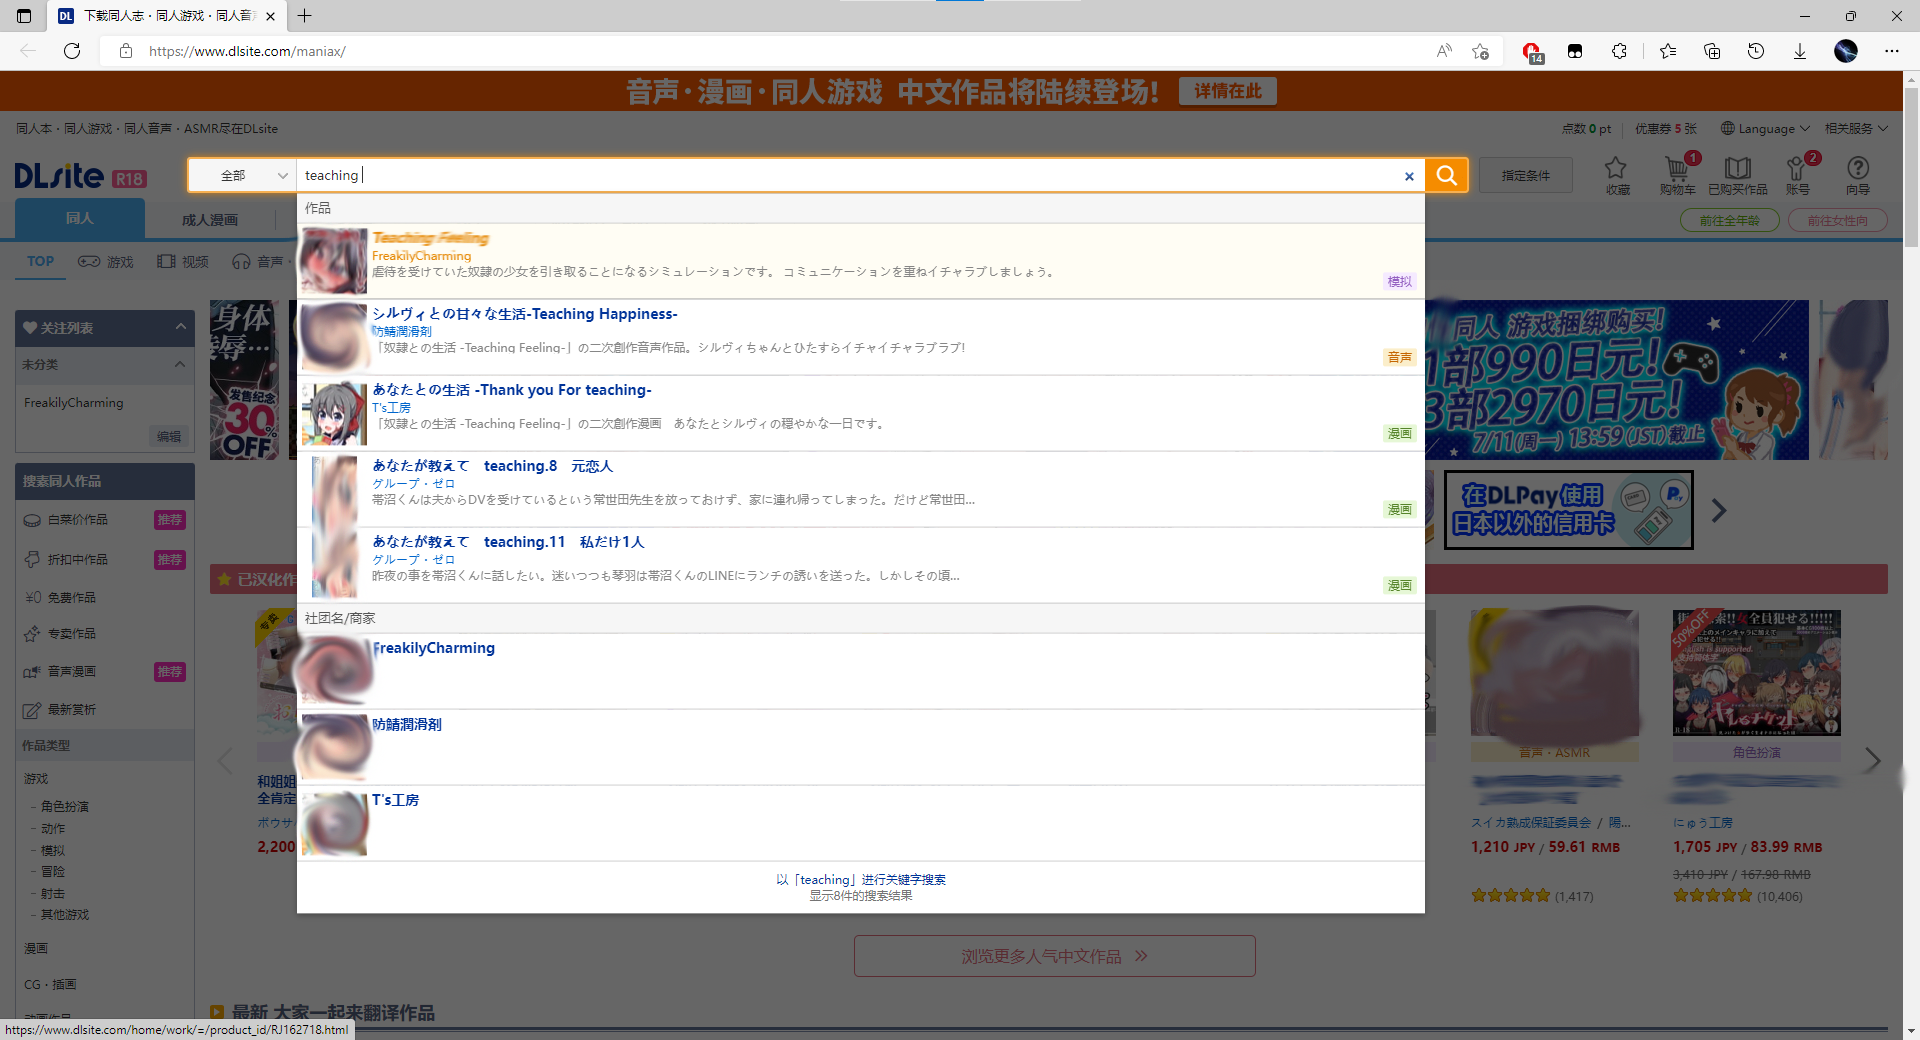 下载同人志・同人游戏・同人音声
https://www.dlsite.com/maniax/
14
音声·漫画·同人游戏 中文作品将陆续登场!
详情在此
同人本・同人游戏・同人音声・ASMR尽在DLsite
点数 0 pt
优惠券 5 张
Language
相关服务
DLsite R18
全部
teaching
指定条件
收藏
1
购物车
已购买作品
2
账号
向导
同人
成人漫画
前往全年龄
前往女性向
TOP
游戏
视频
音声・
作品
Teaching Feeling
FreakilyCharming
虐待を受けていた奴隷の少女を引き取ることになるシミュレーションです。 コミュニケーションを重ねイチャラブしましょう。
模拟
シルヴィとの甘々な生活-Teaching Happiness-
防鯖潤滑剤
「奴隷との生活 -Teaching Feeling-」の二次創作音声作品。シルヴィちゃんとひたすらイチャイチャラブラブ!
音声
あなたとの生活 -Thank you For teaching-
T's工房
「奴隷との生活 -Teaching Feeling-」の二次創作漫画　あなたとシルヴィの穏やかな一日です。
漫画
あなたが教えて　teaching.8　元恋人
グループ・ゼロ
帯沼くんは夫からDVを受けているという常世田先生を放っておけず、家に連れ帰ってしまった。だけど常世田...
漫画
あなたが教えて　teaching.11　私だけ1人
グループ・ゼロ
昨夜の事を帯沼くんに話したい。迷いつつも琴羽は帯沼くんのLINEにランチの誘いを送った。しかしその頃...
漫画
社团名/商家
FreakilyCharming
防鯖潤滑剤
T's工房
以「teaching」进行关键字搜索
显示8件的搜索结果
关注列表
未分类
FreakilyCharming
编辑
搜索同人作品
白菜价作品
推荐
折扣中作品
推荐
免费作品
专卖作品
音声漫画
推荐
最新赏析
作品类型
游戏
- 角色扮演
- 动作
- 模拟
- 冒险
- 射击
- 其他游戏
漫画
CG・插画
身体
辱...
发售纪念
30%
OFF
同人 游戏捆绑购买!
1部990日元!
3部2970日元!
7/11(周一) 13:59(JST)截止
在DLPay使用
日本以外的信用卡
已汉化作
和姐姐
全肯定
ボウサ
2,200
音声・ASMR
スイカ熟成保証委員会 / 陽...
1,210 JPY / 59.61 RMB
(1,417)
50%OFF
全員犯せる!!!!
角色扮演
にゅう工房
1,705 JPY / 83.99 RMB
3,410 JPY / 167.98 RMB
(10,406)
浏览更多人气中文作品
最新 大家一起来翻译作品
https://www.dlsite.com/home/work/=/product_id/RJ162718.html